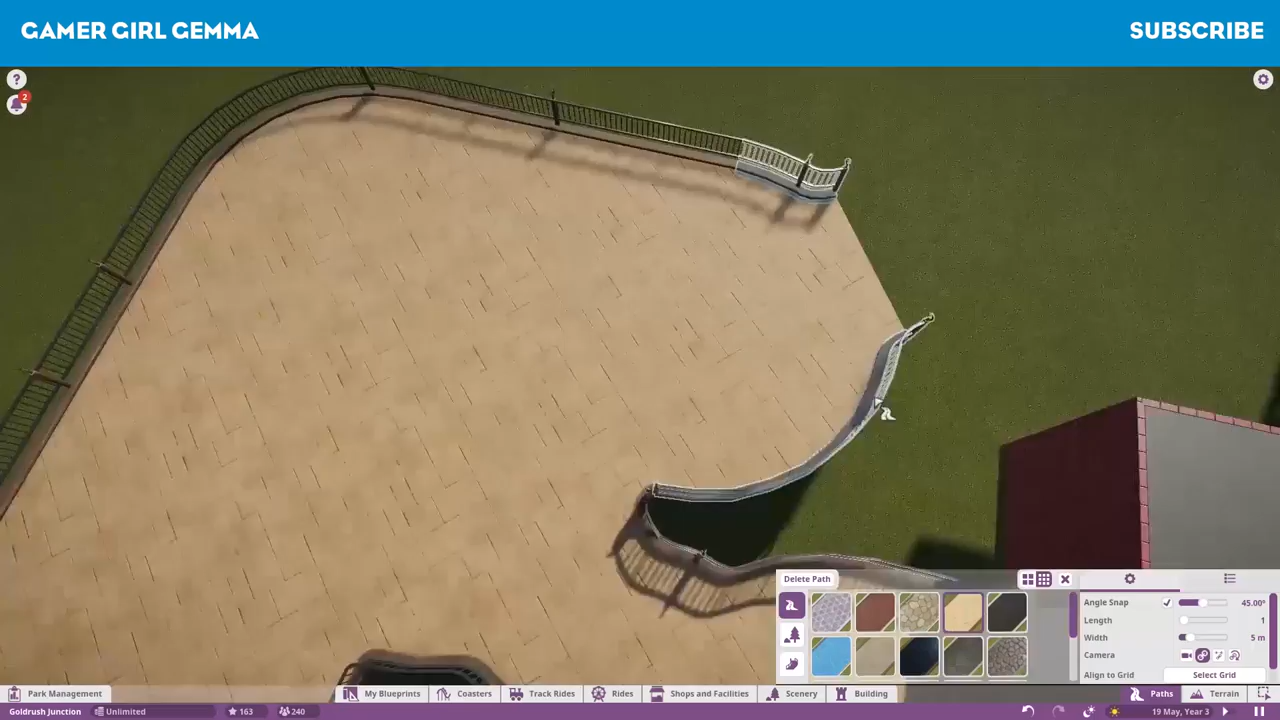 GAMER GIRL GEMMA
SUBSCRIBE
?
2
Delete Path
Angle Snap 45.00°
Length 1
Width 5 m
Camera
Align to Grid Select Grid
Park Management
My Blueprints
Coasters
Track Rides
Rides
Shops and Facilities
Scenery
Building
Paths
Terrain
Goldrush Junction
Unlimited
163
240
19 May, Year 3